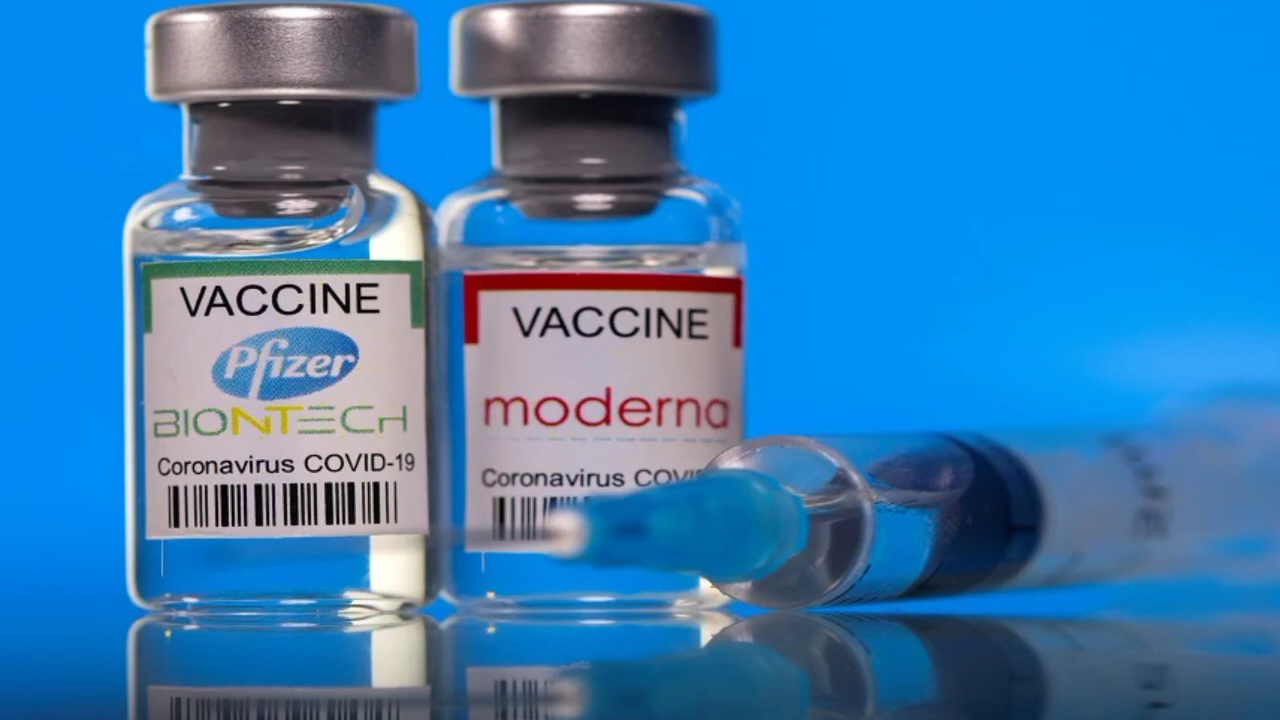 VACCINE
Pfizer
BIONTECH
Coronavirus COVID-19
VACCINE
moderna
Coronavirus